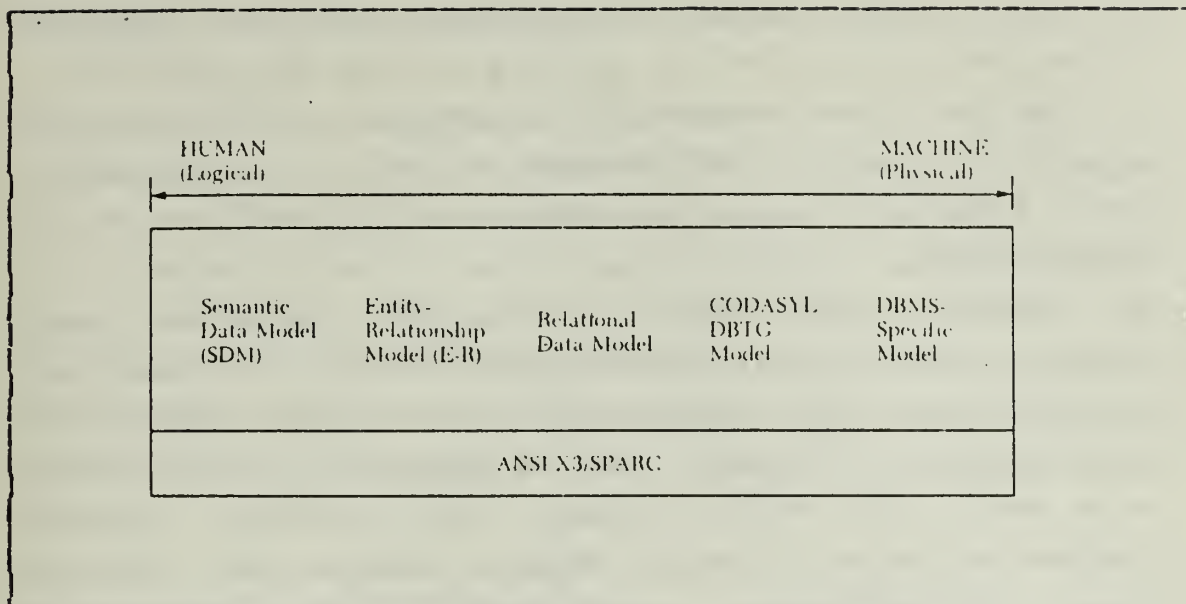 HUMAN
(Logical)
MACHINE
(Physical)
Semantic
Data Model
(SDM)
Entity-
Relationship
Model (E-R)
Relational
Data Model
CODASYL
DBTG
Model
DBMS-
Specific
Model
ANSI X3/SPARC